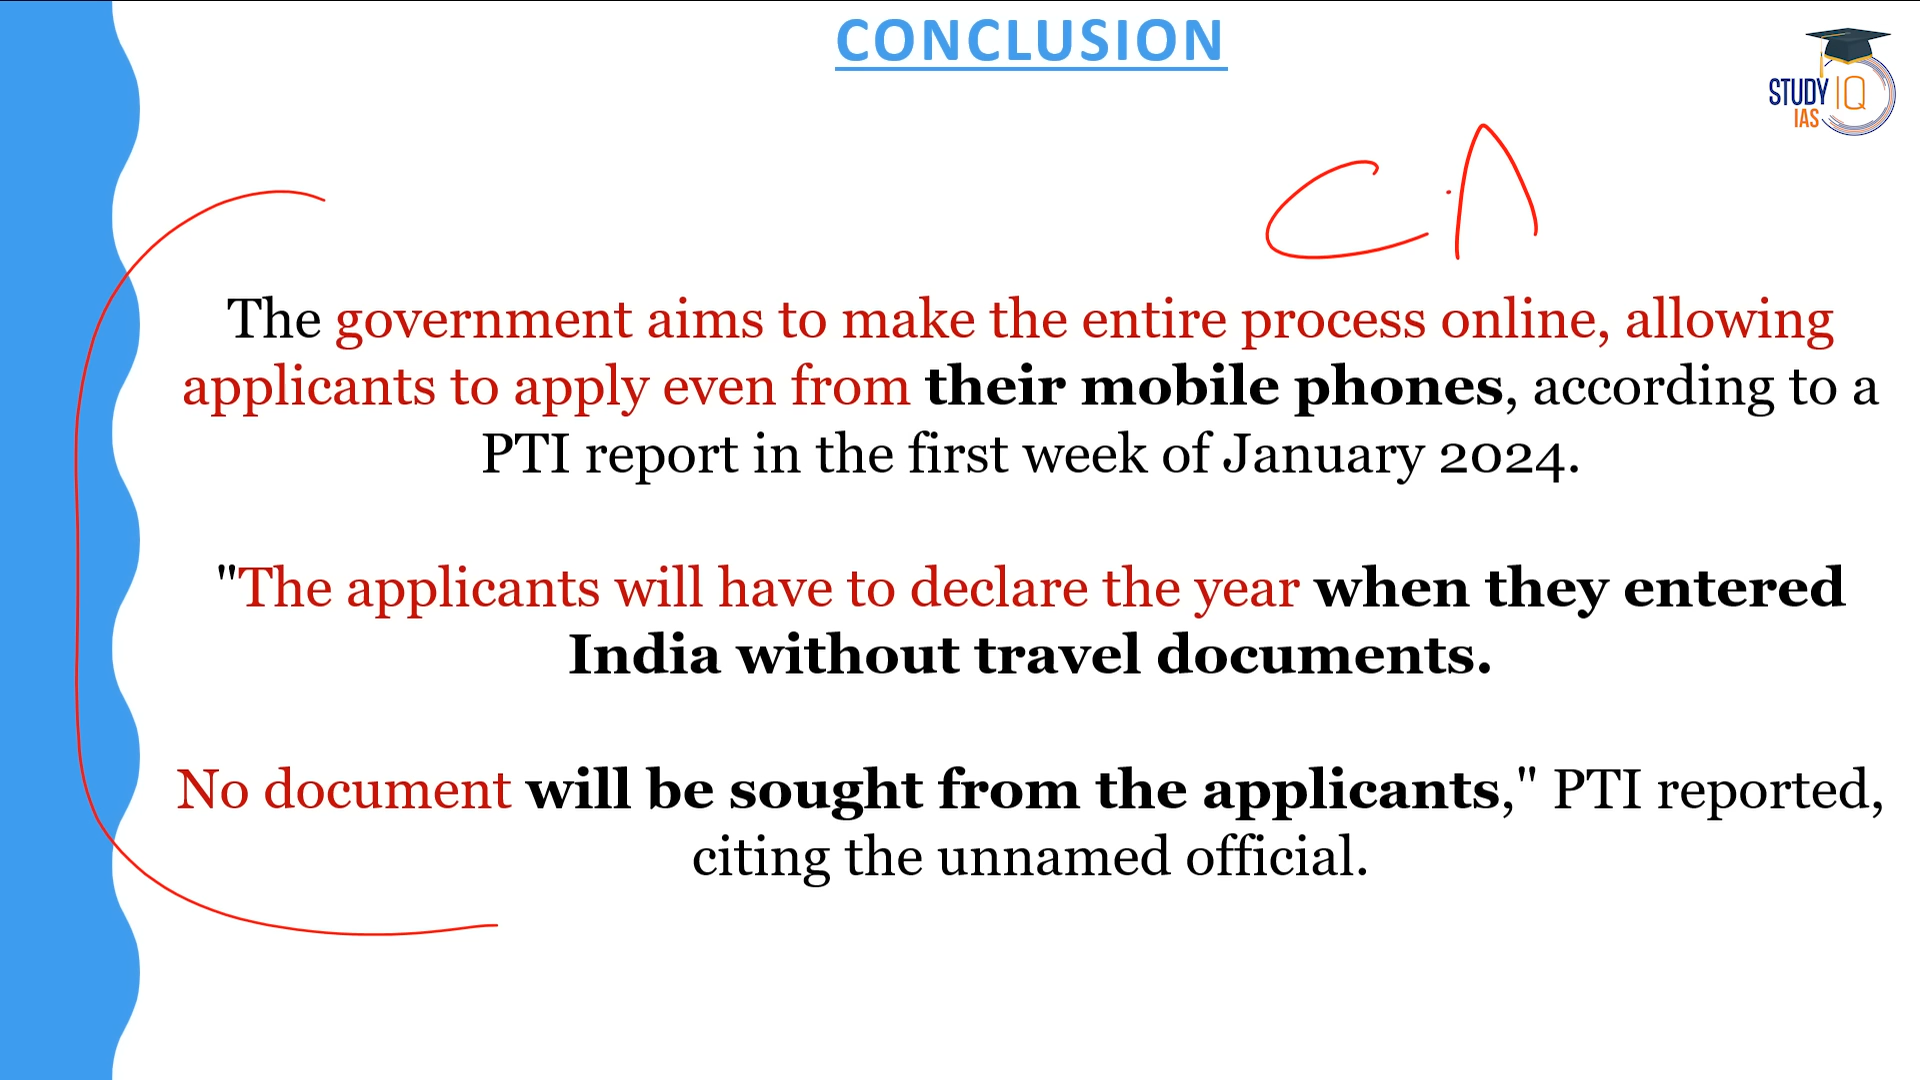 CONCLUSION
STUDY IQ
IAS
CA
The government aims to make the entire process online, allowing
applicants to apply even from their mobile phones, according to a
PTI report in the first week of January 2024.
"The applicants will have to declare the year when they entered
India without travel documents.
No document will be sought from the applicants," PTI reported,
citing the unnamed official.